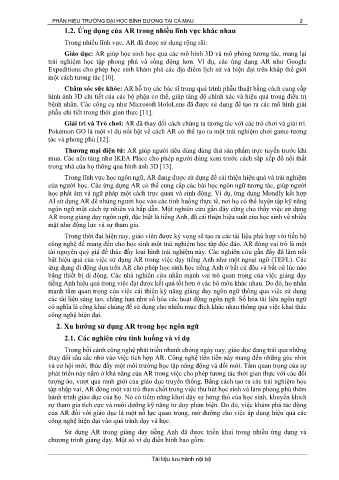 PHÂN HIỆU TRƯỜNG ĐẠI HỌC BÌNH DƯƠNG TẠI CÀ MAU 2
1.2. Ứng dụng của AR trong nhiều lĩnh vực khác nhau
Trong nhiều lĩnh vực, AR đã được sử dụng rộng rãi:
Giáo dục: AR giúp học sinh học qua các mô hình 3D và mô phỏng tương tác, mang lại
trải nghiệm học tập phong phú và sống động hơn. Ví dụ, các ứng dụng AR như Google
Expeditions cho phép học sinh khám phá các địa điểm lịch sử và hiện đại trên khắp thế giới
một cách tương tác [10].
Chăm sóc sức khỏe: AR hỗ trợ các bác sĩ trong quá trình phẫu thuật bằng cách cung cấp
hình ảnh 3D chi tiết của các bộ phận cơ thể, giúp tăng độ chính xác và hiệu quả trong điều trị
bệnh nhân. Các công cụ như Microsoft HoloLens đã được sử dụng để tạo ra các mô hình giải
phẫu chi tiết trong thời gian thực [11].
Giải trí và Trò chơi: AR đã thay đổi cách chúng ta tương tác với các trò chơi và giải trí.
Pokémon GO là một ví dụ nổi bật về cách AR có thể tạo ra một trải nghiệm chơi game tương
tác và phong phú [12].
Thương mại điện tử: AR giúp người tiêu dùng dùng thử sản phẩm trực tuyến trước khi
mua. Các nền tảng như IKEA Place cho phép người dùng xem trước cách sắp xếp đồ nội thất
trong nhà của họ thông qua hình ảnh 3D [13].
Trong lĩnh vực học ngôn ngữ, AR đang được sử dụng để cải thiện hiệu quả và trải nghiệm
của người học. Các ứng dụng AR có thể cung cấp các bài học ngôn ngữ tương tác, giúp người
học phát âm và ngữ pháp một cách trực quan và sinh động. Ví dụ, ứng dụng Mondly kết hợp
AI sử dụng AR để nhúng người học vào các tình huống thực tế, nơi họ có thể luyện tập kỹ năng
ngôn ngữ một cách tự nhiên và hấp dẫn. Một nghiên cứu gần đây cũng cho thấy việc sử dụng
AR trong giảng dạy ngôn ngữ, đặc biệt là tiếng Anh, đã cải thiện hiệu suất của học sinh về nhiều
mặt như động lực và sự tham gia.
Trong thời đại hiện nay, giáo viên được kỳ vọng sẽ tạo ra các tài liệu phù hợp với tiến bộ
công nghệ để mang đến cho học sinh một trải nghiệm học tập độc đáo. AR đóng vai trò là một
tài nguyên quý giá để thúc đẩy loại hình trải nghiệm này. Các nghiên cứu gần đây đã làm nổi
bật hiệu quả của việc sử dụng AR trong việc dạy tiếng Anh như một ngoại ngữ (TEFL). Các
ứng dụng di động dựa trên AR cho phép học sinh học tiếng Anh ở bất cứ đâu và bất cứ lúc nào
bằng thiết bị di động. Các nhà nghiên cứu nhấn mạnh vai trò quan trọng của việc giảng dạy
tiếng Anh hiệu quả trong việc đạt được kết quả tốt hơn ở các bộ môn khác nhau. Do đó, họ nhấn
mạnh tầm quan trọng của việc cải thiện kỹ năng giảng dạy ngôn ngữ thông qua việc sử dụng
các tài liệu sáng tạo, chẳng hạn như số hóa các hoạt động ngôn ngữ. Số hóa tài liệu ngôn ngữ
có nghĩa là công khai chúng để sử dụng cho nhiều mục đích khác nhau thông qua việc khai thác
công nghệ hiện đại.
2. Xu hướng sử dụng AR trong học ngôn ngữ
2.1. Các nghiên cứu tình huống và ví dụ
Trong bối cảnh công nghệ phát triển nhanh chóng ngày nay, giáo dục đang trải qua những
thay đổi sâu sắc nhờ vào việc tích hợp AR. Công nghệ tiên tiến này mang đến những góc nhìn
và cơ hội mới, thúc đẩy một môi trường học tập năng động và đổi mới. Tầm quan trọng của sự
phát triển này nằm ở khả năng của AR trong việc cho phép tương tác thời gian thực với các đối
tượng ảo, vượt qua ranh giới của giáo dục truyền thống. Bằng cách tạo ra các trải nghiệm học
tập nhập vai, AR đóng một vai trò then chốt trong việc thu hút học sinh và làm phong phú thêm
hành trình giáo dục của họ. Nó có tiềm năng khơi dậy sự hứng thú của học sinh, khuyến khích
sự tham gia tích cực và nuôi dưỡng kỹ năng tư duy phản biện. Do đó, việc khám phá tác động
của AR đối với giáo dục là một nỗ lực quan trọng, mở đường cho việc áp dụng hiệu quả các
công nghệ hiện đại vào quá trình dạy và học.
Sử dụng AR trong giảng dạy tiếng Anh đã được triển khai trong nhiều ứng dụng và
chương trình giảng dạy. Một số ví dụ điển hình bao gồm:
Tài liệu lưu hành nội bộ